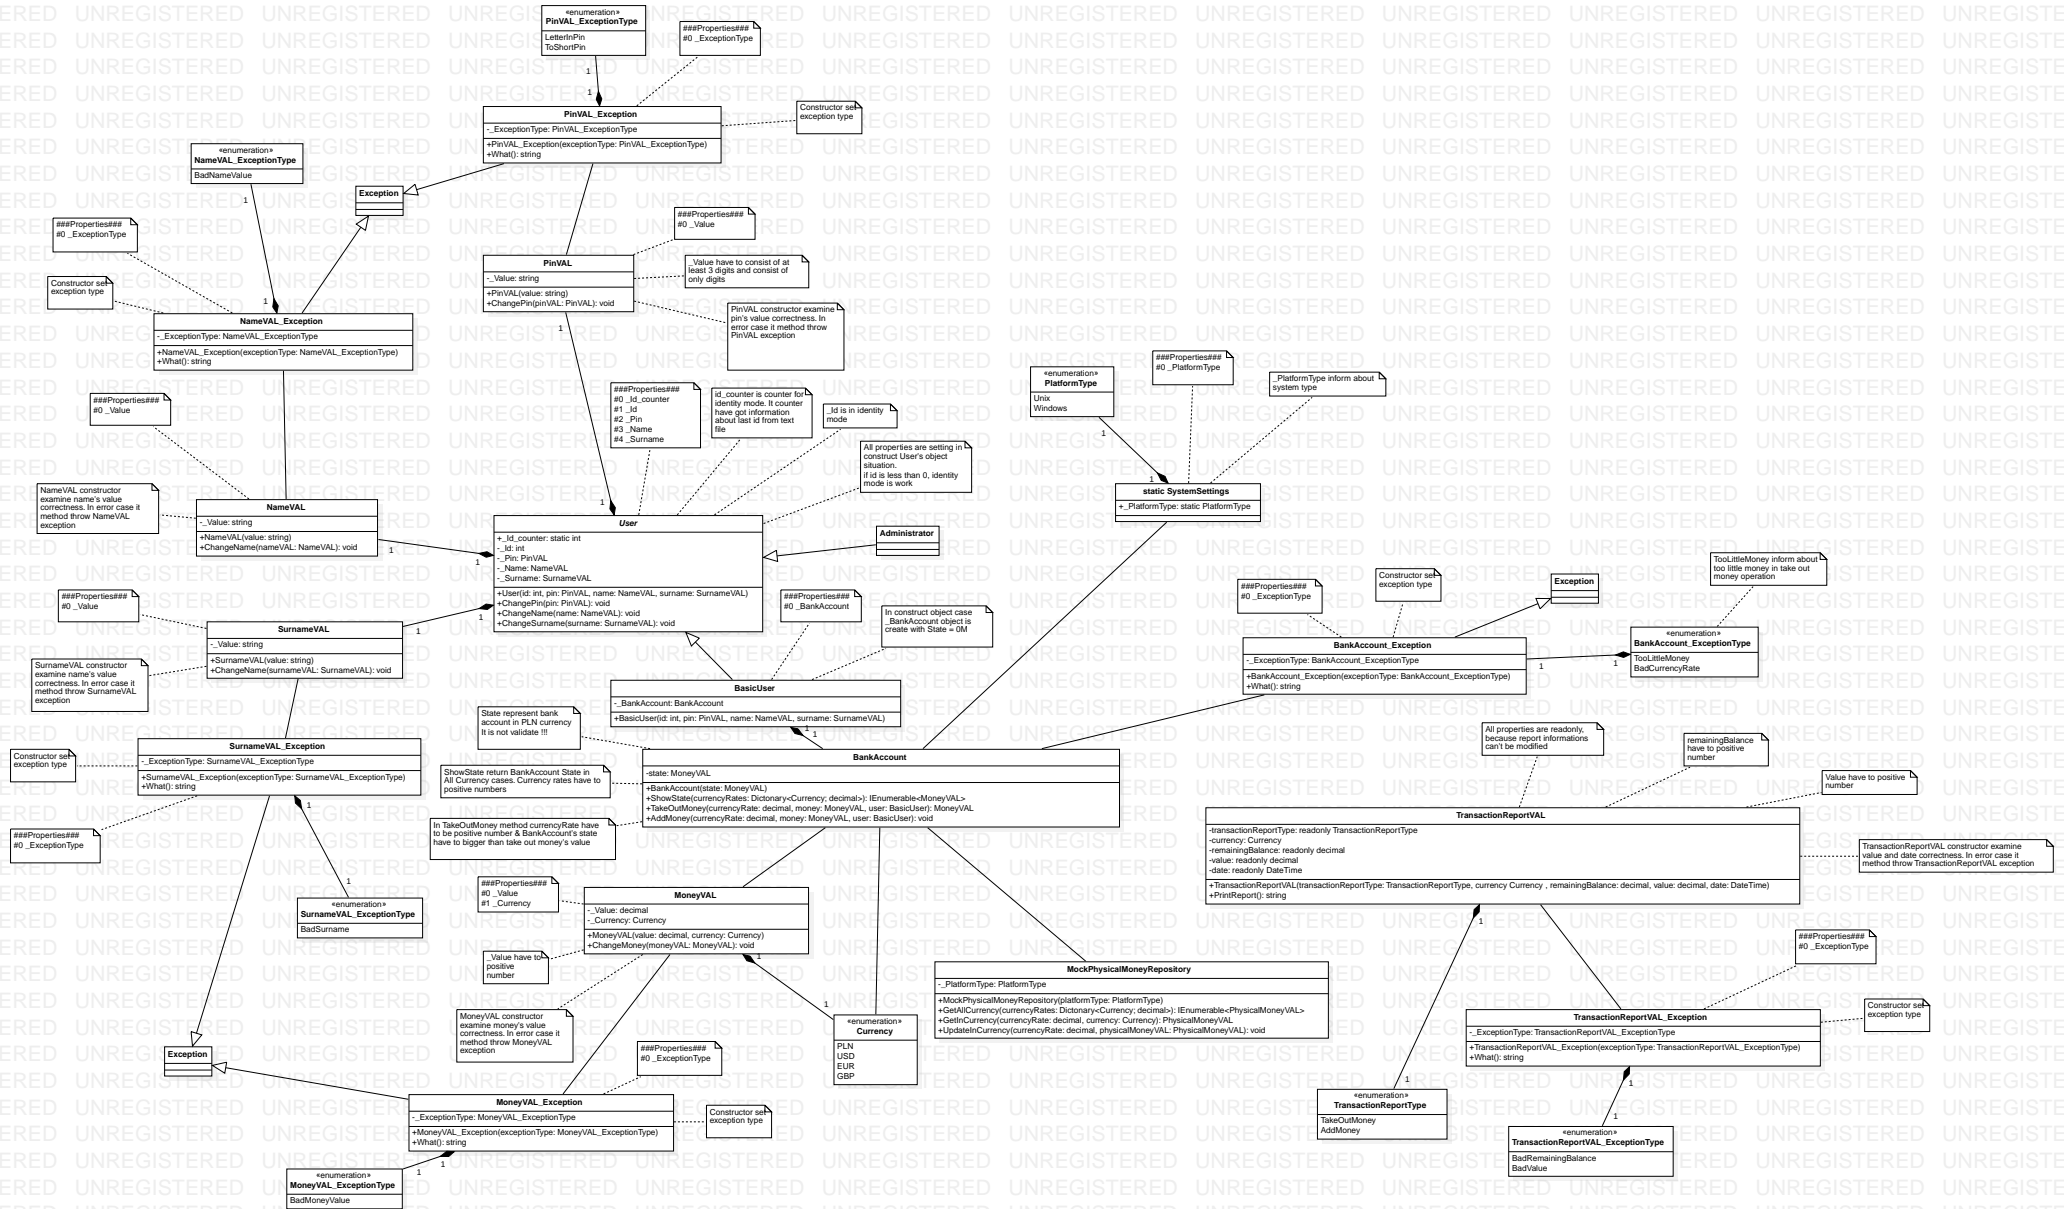 «enumeration»
PinVAL_ExceptionType
LetterInPin
ToShortPin
###Properties###
#0 _ExceptionType
1
1
PinVAL_Exception
-_ExceptionType: PinVAL_ExceptionType
+PinVAL_Exception(exceptionType: PinVAL_ExceptionType)
+What(): string
Constructor set
exception type
«enumeration»
NameVAL_ExceptionType
BadNameValue
1
Exception
###Properties###
#0 _ExceptionType
Constructor set
exception type
1
NameVAL_Exception
-_ExceptionType: NameVAL_ExceptionType
+NameVAL_Exception(exceptionType: NameVAL_ExceptionType)
+What(): string
###Properties###
#0 _Value
PinVAL
-_Value: string
+PinVAL(value: string)
+ChangePin(pinVAL: PinVAL): void
1
_Value have to consist of at
least 3 digits and consist of
only digits
PinVAL constructor examine
pin's value correctness. In
error case it method throw
PinVAL exception
###Properties###
#0 _Value
NameVAL constructor
examine name's value
correctness. In error case it
method throw NameVAL
exception
NameVAL
-_Value: string
+NameVAL(value: string)
+ChangeName(nameVAL: NameVAL): void
1
1
###Properties###
#0 _Id_counter
#1 _Id
#2 _Pin
#3 _Name
#4 _Surname
id_counter is counter for
identity mode. It counter
have got information
about last id from text
file
_Id is in identity
mode
All properties are setting in
construct User's object
situation.
if id is less than 0, identity
mode is work
1
User
+_Id_counter: static int
-_Id: int
-_Pin: PinVAL
-_Name: NameVAL
-_Surname: SurnameVAL
+User(id: int, pin: PinVAL, name: NameVAL, surname: SurnameVAL)
+ChangePin(pin: PinVAL): void
+ChangeName(name: NameVAL): void
+ChangeSurname(surname: SurnameVAL): void
Administrator
«enumeration»
PlatformType
Unix
Windows
1
###Properties###
#0 _PlatformType
_PlatformType inform about
system type
1
static SystemSettings
+_PlatformType: static PlatformType
###Properties###
#0 _Value
SurnameVAL
-_Value: string
+SurnameVAL(value: string)
+ChangeName(surnameVAL: SurnameVAL): void
1
1
SurnameVAL constructor
examine name's value
correctness. In error case it
method throw SurnameVAL
exception
###Properties###
#0 _BankAccount
In construct object case
_BankAccount object is
create with State = 0M
BasicUser
-_BankAccount: BankAccount
+BasicUser(id: int, pin: PinVAL, name: NameVAL, surname: SurnameVAL)
1
1
###Properties###
#0 _ExceptionType
Constructor set
exception type
Exception
TooLittleMoney inform about
too little money in take out
money operation
BankAccount_Exception
-_ExceptionType: BankAccount_ExceptionType
+BankAccount_Exception(exceptionType: BankAccount_ExceptionType)
+What(): string
1
1
«enumeration»
BankAccount_ExceptionType
TooLittleMoney
BadCurrencyRate
Constructor set
exception type
SurnameVAL_Exception
-_ExceptionType: SurnameVAL_ExceptionType
+SurnameVAL_Exception(exceptionType: SurnameVAL_ExceptionType)
+What(): string
1
###Properties###
#0 _ExceptionType
1
«enumeration»
SurnameVAL_ExceptionType
BadSurname
State represent bank
account in PLN currency
It is not validate !!!
ShowState return BankAccount State in
All Currency cases. Currency rates have to
positive numbers
In TakeOutMoney method currencyRate have
to be positive number & BankAccount's state
have to bigger than take out money's value
BankAccount
-state: MoneyVAL
+BankAccount(state: MoneyVAL)
+ShowState(currencyRates: Dictonary<Currency; decimal>): IEnumerable<MoneyVAL>
+TakeOutMoney(currencyRate: decimal, money: MoneyVAL, user: BasicUser): MoneyVAL
+AddMoney(currencyRate: decimal, money: MoneyVAL, user: BasicUser): void
All properties are readonly,
because report informations
can't be modified
remainingBalance
have to positive
number
Value have to positive
number
TransactionReportVAL
-transactionReportType: readonly TransactionReportType
-currency: Currency
-remainingBalance: readonly decimal
-value: readonly decimal
-date: readonly DateTime
+TransactionReportVAL(transactionReportType: TransactionReportType, currency Currency , remainingBalance: decimal, value: decimal, date: DateTime)
+PrintReport(): string
1
TransactionReportVAL constructor examine
value and date correctness. In error case it
method throw TransactionReportVAL exception
###Properties###
#0 _Value
#1 _Currency
MoneyVAL
-_Value: decimal
-_Currency: Currency
+MoneyVAL(value: decimal, currency: Currency)
+ChangeMoney(moneyVAL: MoneyVAL): void
1
_Value have to
positive
number
MoneyVAL constructor
examine money's value
correctness. In error case it
method throw MoneyVAL
exception
1
«enumeration»
Currency
PLN
USD
EUR
GBP
MockPhysicalMoneyRepository
-_PlatformType: PlatformType
+MockPhysicalMoneyRepository(platformType: PlatformType)
+GetAllCurrency(currencyRates: Dictonary<Currency; decimal>): IEnumerable<PhysicalMoneyVAL>
+GetInCurrency(currencyRate: decimal, currency: Currency): PhysicalMoneyVAL
+UpdateInCurrency(currencyRate: decimal, physicalMoneyVAL: PhysicalMoneyVAL): void
###Properties###
#0 _ExceptionType
Constructor set
exception type
TransactionReportVAL_Exception
-_ExceptionType: TransactionReportVAL_ExceptionType
+TransactionReportVAL_Exception(exceptionType: TransactionReportVAL_ExceptionType)
+What(): string
1
1
«enumeration»
TransactionReportType
TakeOutMoney
AddMoney
1
«enumeration»
TransactionReportVAL_ExceptionType
BadRemainingBalance
BadValue
Exception
###Properties###
#0 _ExceptionType
MoneyVAL_Exception
-_ExceptionType: MoneyVAL_ExceptionType
+MoneyVAL_Exception(exceptionType: MoneyVAL_ExceptionType)
+What(): string
1
Constructor set
exception type
1
«enumeration»
MoneyVAL_ExceptionType
BadMoneyValue
UNREGISTERED